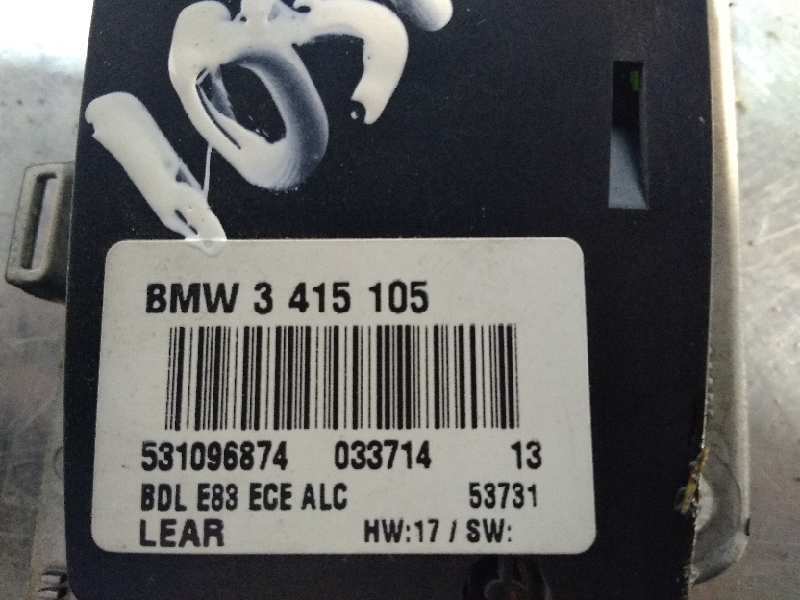 BMW 3 415 105
531096874 033714 13
BDL E83 ECE ALC 53731
LEAR HW:17 / SW: